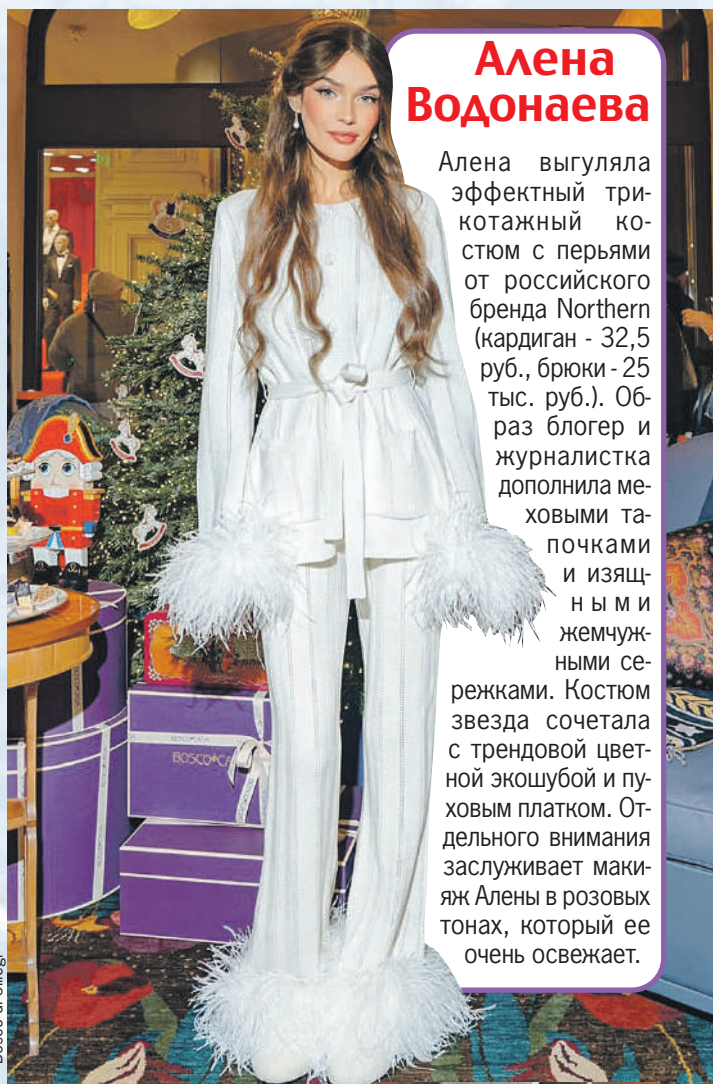 Алена
Водонаева
Алена выгуляла
эффектный три-
котажный ко-
стюм с перьями
от российского
бренда Northern
(кардиган - 32,5
руб., брюки - 25
тыс. руб.). Об-
раз блогер и
журналистка
дополнила ме-
ховыми та-
почками
и изящ-
ными
жемчуж-
ными се-
режками. Костюм
звезда сочетала
с трендовой цвет-
ной экошубой и пу-
ховым платком. От-
дельного внимания
заслуживает маки-
яж Алены в розовых
тонах, который ее
очень освежает.
BOSCO CASA